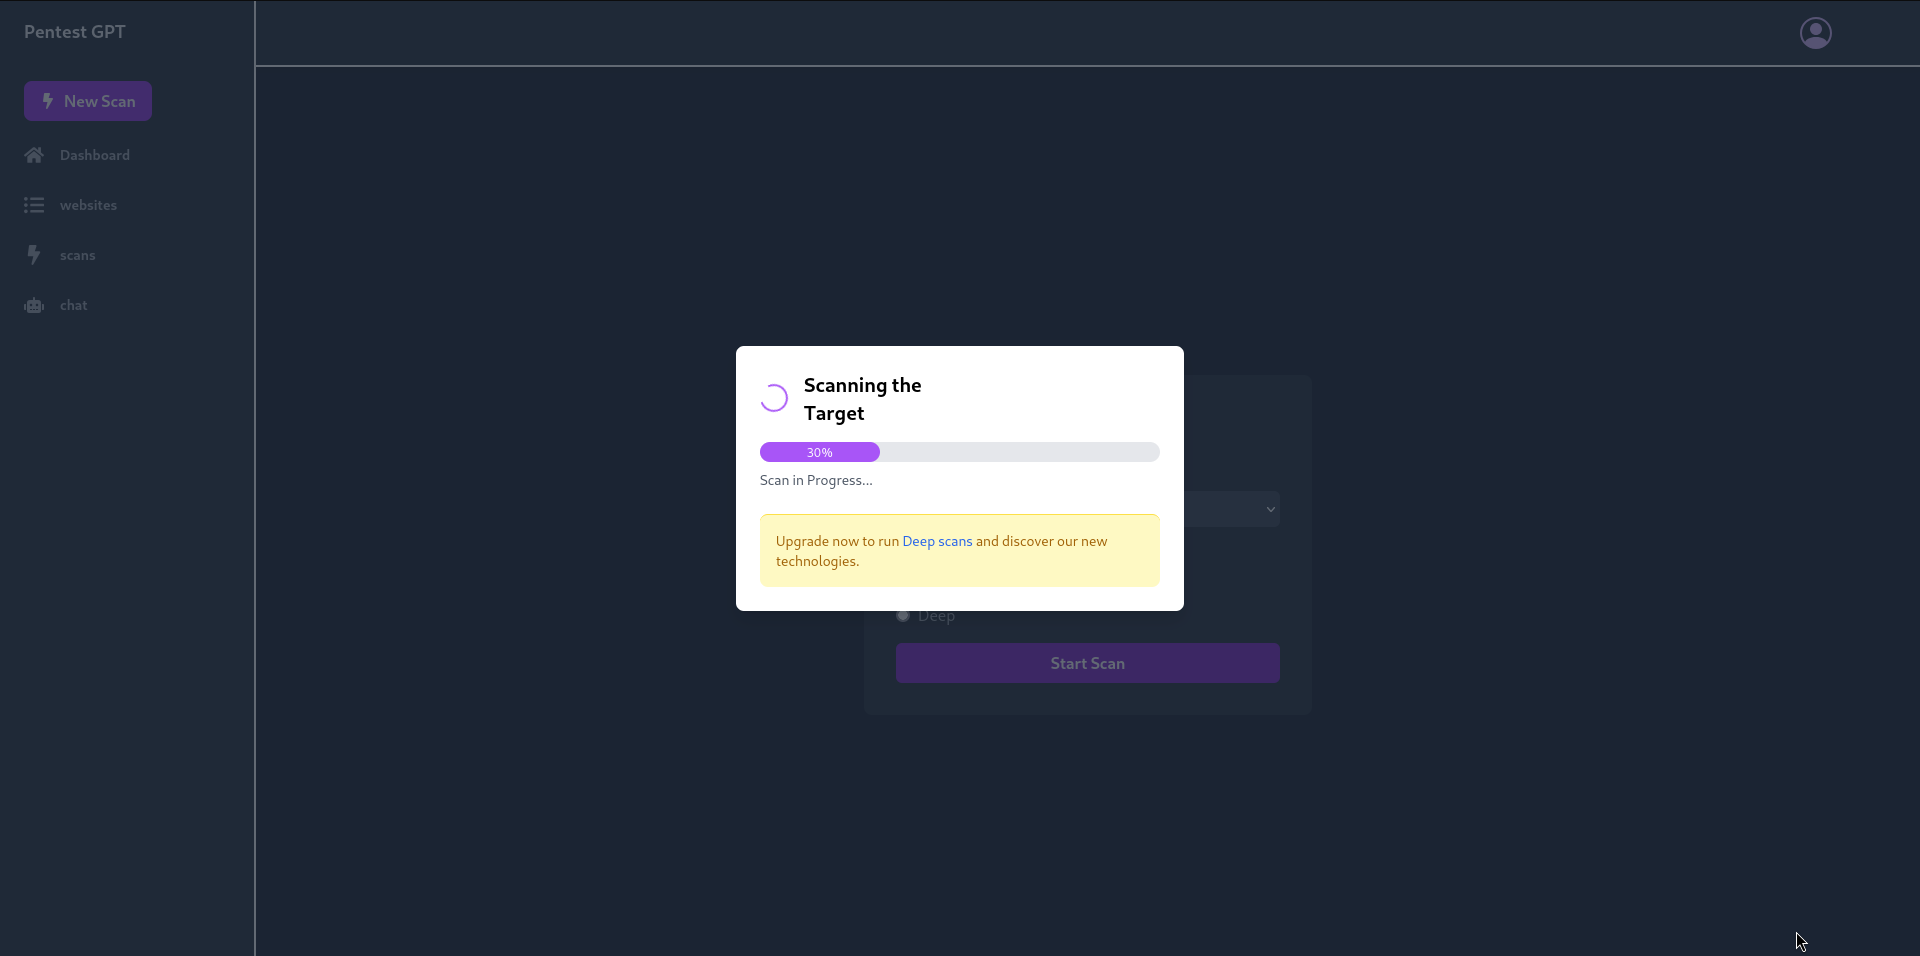 Pentest GPT
New Scan
Dashboard
websites
scans
chat
Scanning the
Target
30%
Scan in Progress...
Upgrade now to run Deep scans and discover our new
technologies.
Deep
Start Scan